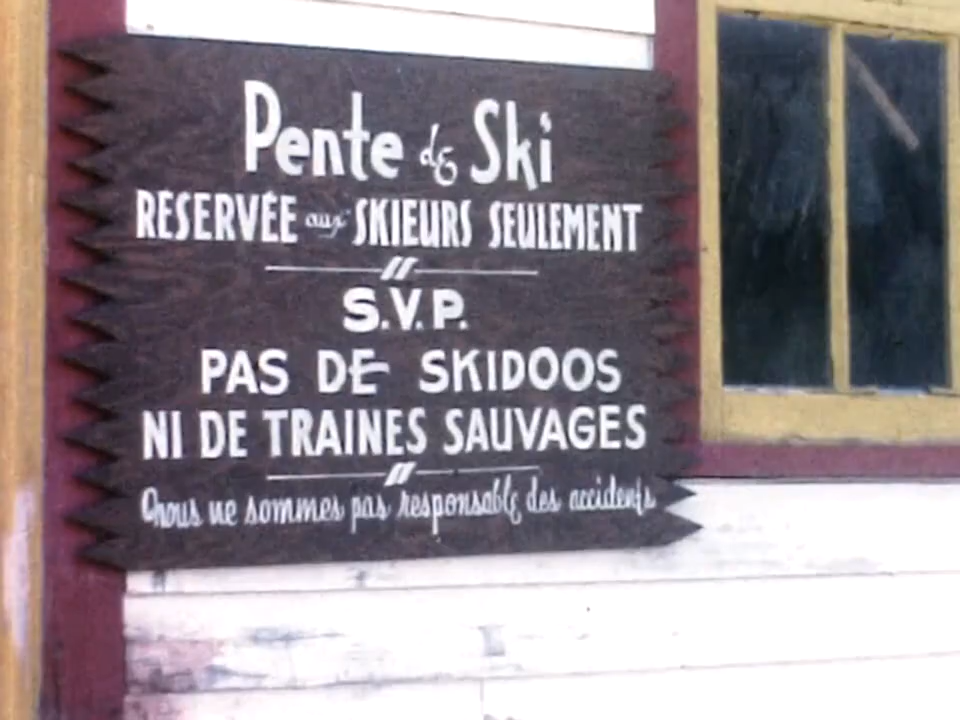 Pente de Ski
RESERVÉE aux SKIEURS SEULEMENT
S.V.P.
PAS DE SKIDOOS
NI DE TRAINES SAUVAGES
nous ne sommes pas responsable des accidents